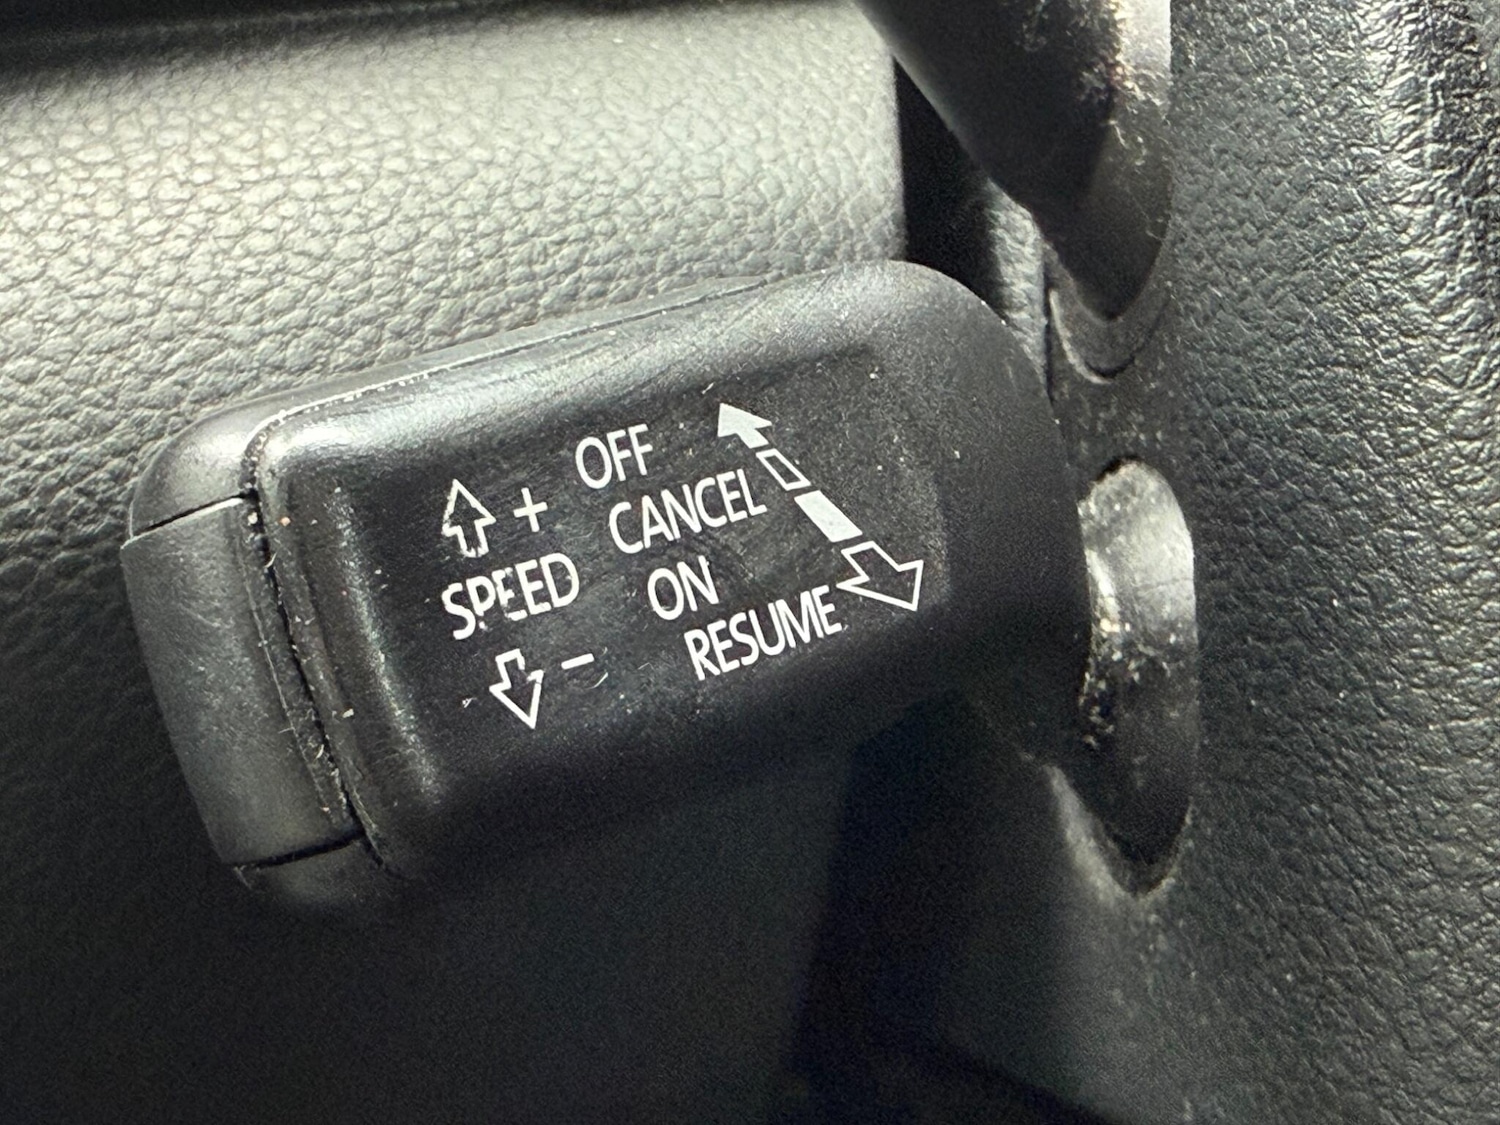 OFF
CANCEL
ON
RESUME
+
SPEED
-